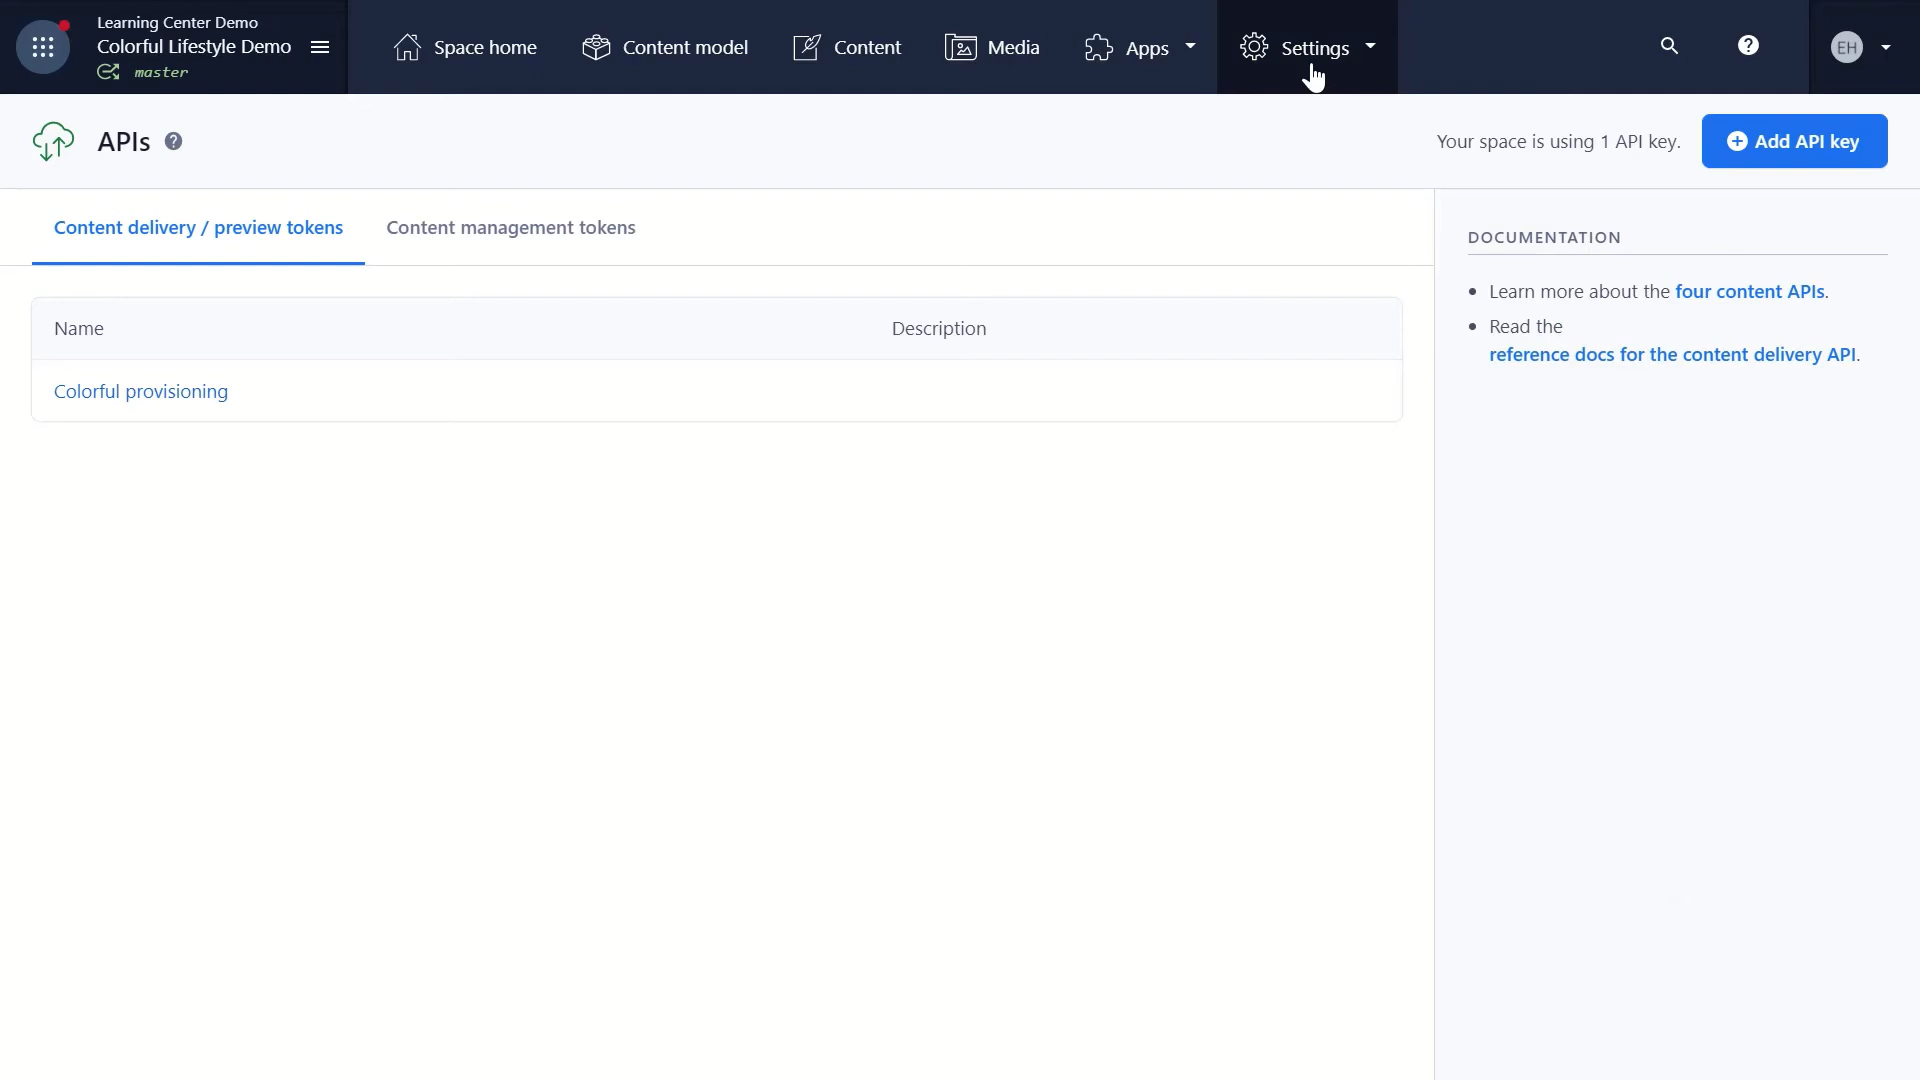 Learning Center Demo
Colorful Lifestyle Demo
master
Space home
Content model
Content
Media
Apps
Settings
EH
APIs
Your space is using 1 API key.
Add API key
Content delivery / preview tokens
Content management tokens
Name
Description
Colorful provisioning
DOCUMENTATION
Learn more about the four content APIs.
Read the
reference docs for the content delivery API.